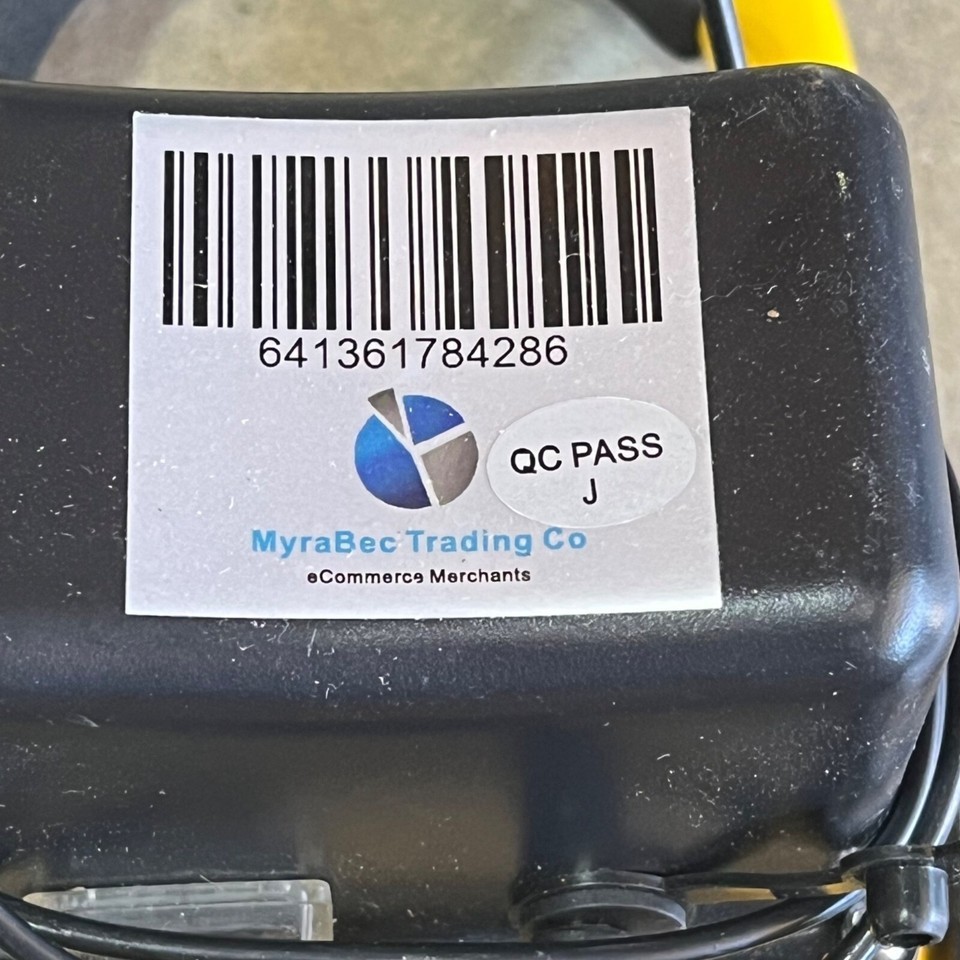 641361784286
QC PASS
J
MyraBec Trading Co
eCommerce Merchants